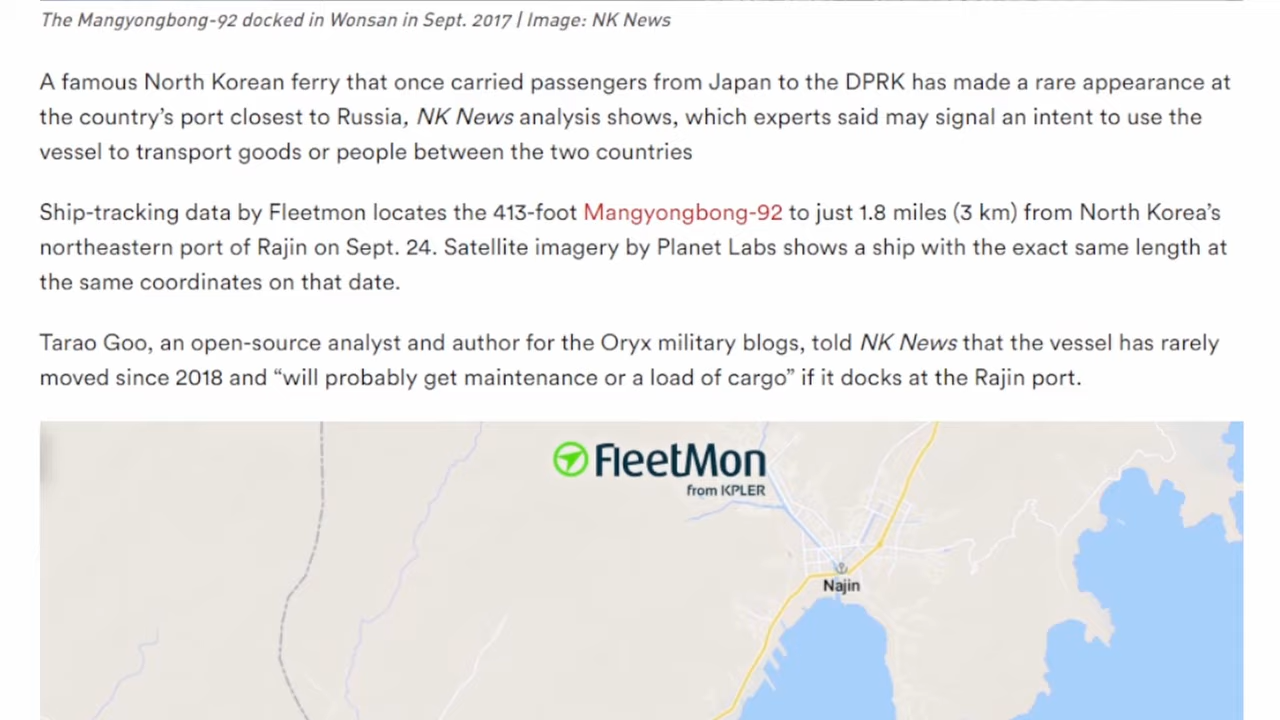 The Mangyongbong-92 docked in Wonsan in Sept. 2017 | Image: NK News
A famous North Korean ferry that once carried passengers from Japan to the DPRK has made a rare appearance at
the country’s port closest to Russia, NK News analysis shows, which experts said may signal an intent to use the
vessel to transport goods or people between the two countries
Ship-tracking data by Fleetmon locates the 413-foot Mangyongbong-92 to just 1.8 miles (3 km) from North Korea’s
northeastern port of Rajin on Sept. 24. Satellite imagery by Planet Labs shows a ship with the exact same length at
the same coordinates on that date.
Tarao Goo, an open-source analyst and author for the Oryx military blogs, told NK News that the vessel has rarely
moved since 2018 and “will probably get maintenance or a load of cargo” if it docks at the Rajin port.
FleetMon
from KPLER
Najin